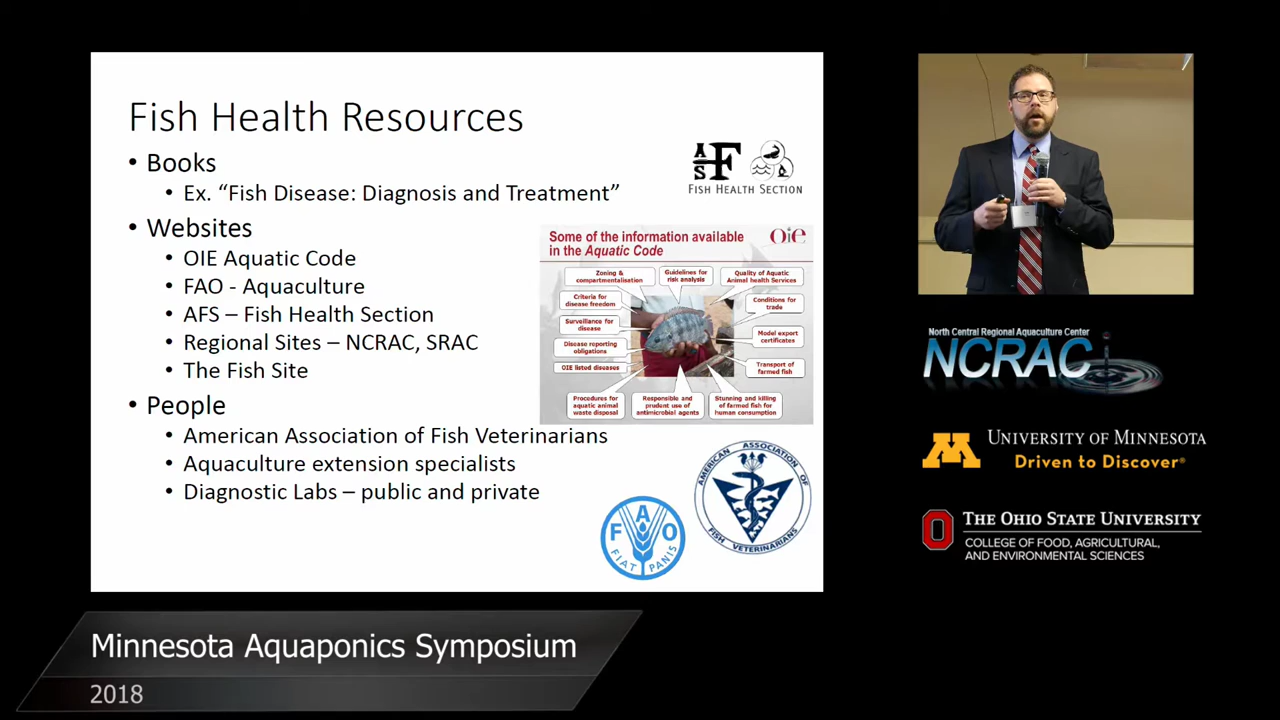 Fish Health Resources
• Books
• Ex. “Fish Disease: Diagnosis and Treatment”
• Websites
• OIE Aquatic Code
• FAO - Aquaculture
• AFS – Fish Health Section
• Regional Sites – NCRAC, SRAC
• The Fish Site
• People
• American Association of Fish Veterinarians
• Aquaculture extension specialists
• Diagnostic Labs – public and private
A
F
S
FISH HEALTH SECTION
Some of the information available
in the Aquatic Code
OiE
Zoning &
compartmentalisation
Guidelines for
risk analysis
Quality of Aquatic
Animal health Services
Criteria for
disease freedom
Conditions for
trade
Surveillance for
disease
Model export
certificates
Disease reporting
obligations
OIE listed diseases
Transport of
farmed fish
Procedures for
aquatic animal
waste disposal
Responsible and
prudent use of
antimicrobial agents
Stunning and killing
of farmed fish for
human consumption
F A O
FIAT PANIS
AMERICAN ASSOCIATION OF
FISH VETERINARIANS
North Central Regional Aquaculture Center
NCRAC
UNIVERSITY OF MINNESOTA
Driven to Discover®
THE OHIO STATE UNIVERSITY
COLLEGE OF FOOD, AGRICULTURAL,
AND ENVIRONMENTAL SCIENCES
Minnesota Aquaponics Symposium
2018